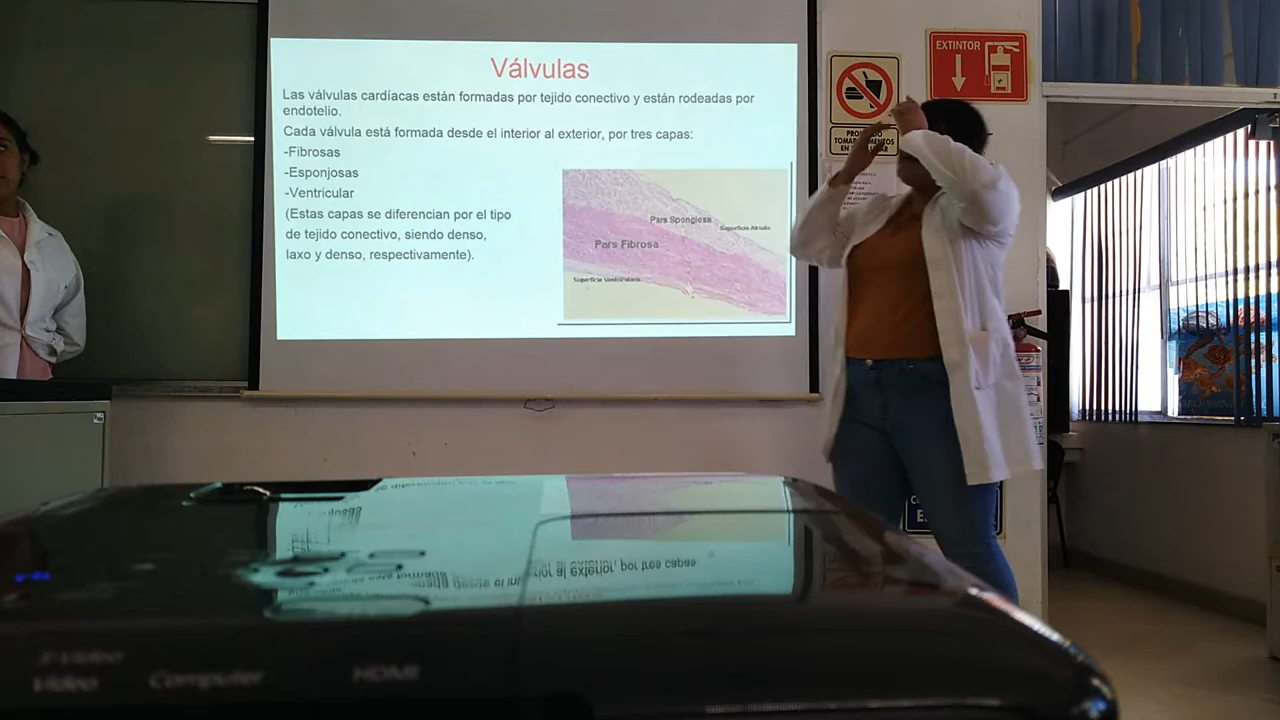 Válvulas
Las válvulas cardíacas están formadas por tejido conectivo y están rodeadas por
endotelio.
Cada válvula está formada desde el interior al exterior, por tres capas:
-Fibrosas
-Esponjosas
-Ventricular
(Estas capas se diferencian por el tipo
de tejido conectivo, siendo denso,
laxo y denso, respectivamente).
Pars Spongiosa
Superficie Atrialis
Pars Fibrosa
Superficie Ventricularis
EXTINTOR
Video
Computer
HDMI